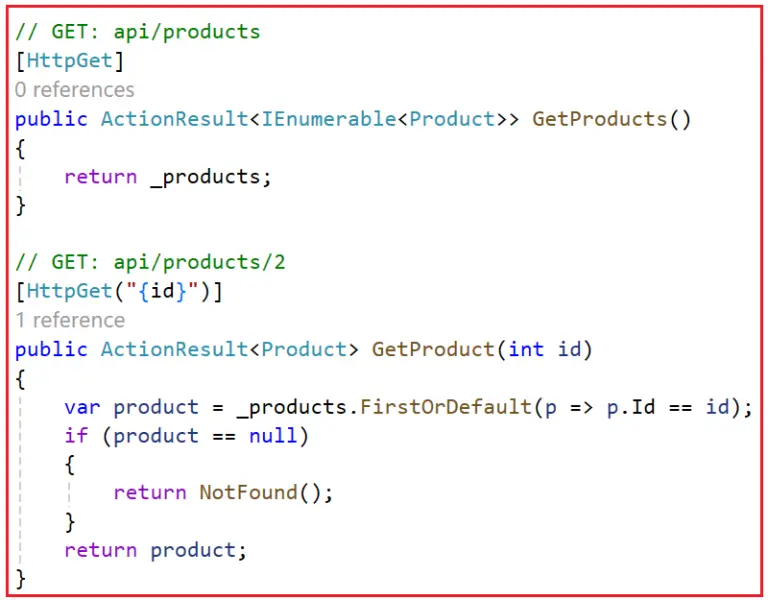 // GET: api/products
[HttpGet]
0 references
public ActionResult<IEnumerable<Product>> GetProducts()
{
    return _products;
}

// GET: api/products/2
[HttpGet("{id}")]
1 reference
public ActionResult<Product> GetProduct(int id)
{
    var product = _products.FirstOrDefault(p => p.Id == id);
    if (product == null)
    {
        return NotFound();
    }
    return product;
}